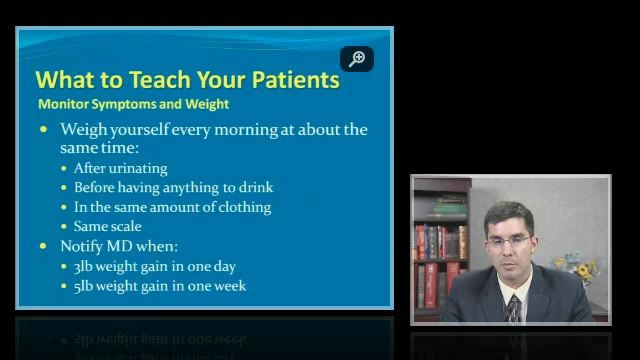 What to Teach Your Patients
Monitor Symptoms and Weight
• Weigh yourself every morning at about the
same time:
• After urinating
• Before having anything to drink
• In the same amount of clothing
• Same scale
• Notify MD when:
• 3lb weight gain in one day
• 5lb weight gain in one week